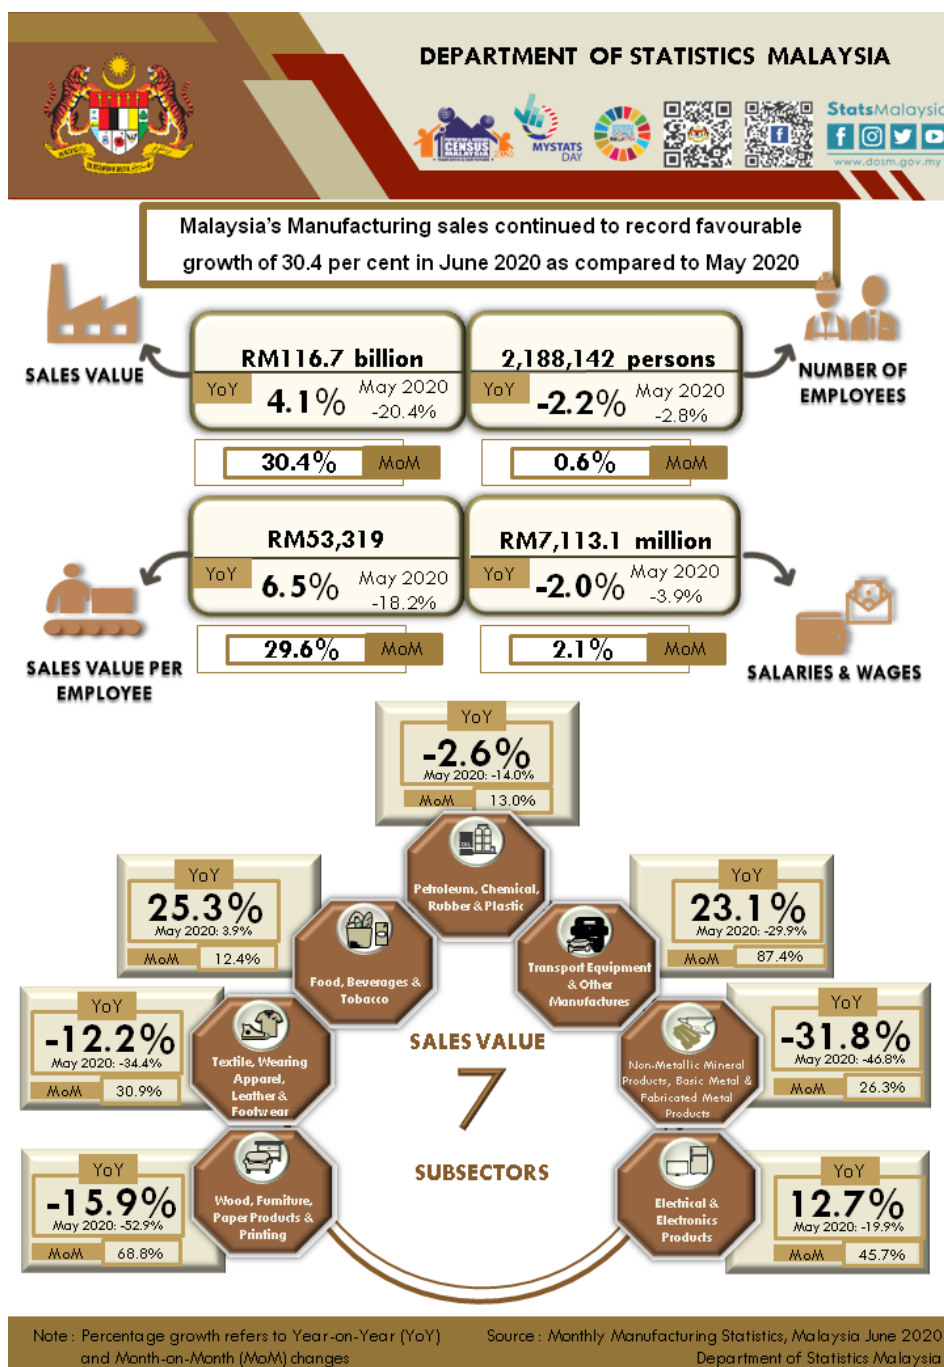 DEPARTMENT OF STATISTICS MALAYSIA
CENSUS
MALAYSIA
MYSTATS
DAY
StatsMalaysia
www.dosm.gov.my
Malaysia's Manufacturing sales continued to record favourable
growth of 30.4 per cent in June 2020 as compared to May 2020
SALES VALUE
RM116.7 billion
YoY
4.1%
May 2020
-20.4%
30.4%
MoM
2,188,142 persons
YoY
-2.2%
May 2020
-2.8%
0.6%
MoM
NUMBER OF
EMPLOYEES
SALES VALUE PER
EMPLOYEE
RM53,319
YoY
6.5%
May 2020
-18.2%
29.6%
MoM
RM7,113.1 million
YoY
-2.0%
May 2020
-3.9%
2.1%
MoM
SALARIES & WAGES
YoY
-2.6%
May 2020: -14.0%
MoM
13.0%
Petroleum, Chemical,
Rubber & Plastic
YoY
25.3%
May 2020: 3.9%
MoM
12.4%
Food, Beverages &
Tobacco
YoY
23.1%
May 2020: -29.9%
MoM
87.4%
Transport Equipment
& Other
Manufactures
YoY
-12.2%
May 2020: -34.4%
MoM
30.9%
Textile, Wearing
Apparel,
Leather &
Footwear
YoY
-31.8%
May 2020: -46.8%
MoM
26.3%
Non-Metallic Mineral
Products, Basic Metal &
Fabricated Metal
Products
SALES VALUE
7
SUBSECTORS
YoY
-15.9%
May 2020: -52.9%
MoM
68.8%
Wood, Furniture,
Paper Products &
Printing
YoY
12.7%
May 2020: -19.9%
MoM
45.7%
Electrical &
Electronics
Products
Note : Percentage growth refers to Year-on-Year (YoY)
and Month-on-Month (MoM) changes
Source : Monthly Manufacturing Statistics, Malaysia June 2020
Department of Statistics Malaysia